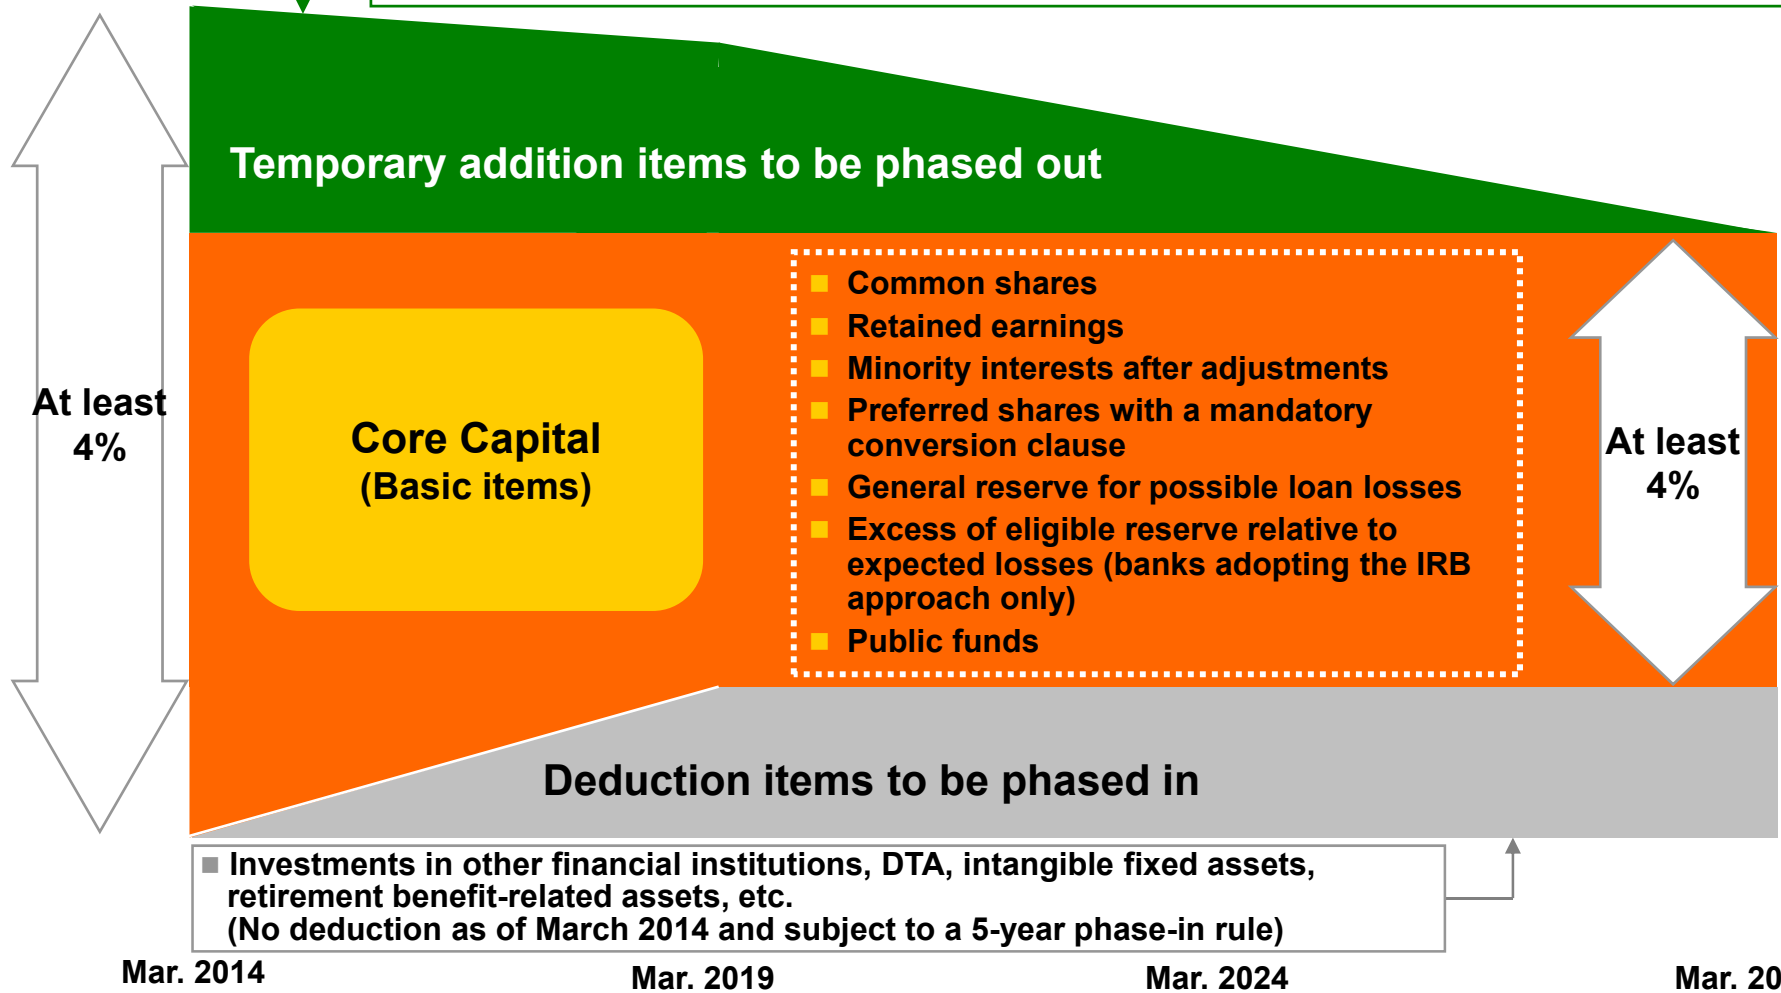 Temporary addition items to be phased out
Common shares
Retained earnings
Minority interests after adjustments
Preferred shares with a mandatory
conversion clause
General reserve for possible loan losses
Excess of eligible reserve relative to
expected losses (banks adopting the IRB
approach only)
Public funds
At least
4%
Core Capital
(Basic items)
At least
4%
Deduction items to be phased in
Investments in other financial institutions, DTA, intangible fixed assets,
retirement benefit-related assets, etc.
(No deduction as of March 2014 and subject to a 5-year phase-in rule)
Mar. 2014
Mar. 2019
Mar. 2024
Mar. 20